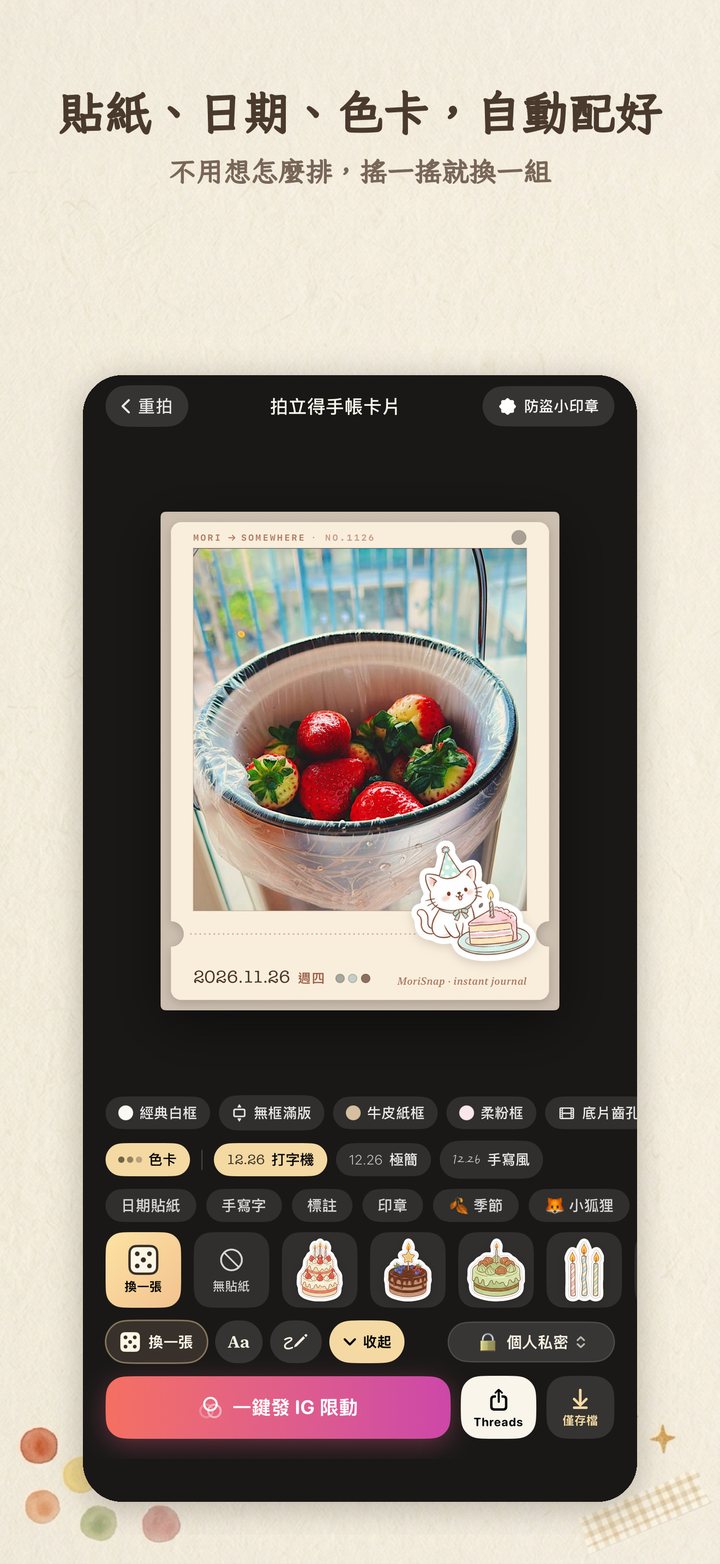 貼紙、日期、色卡，自動配好
不用想怎麼排，搖一搖就換一組
重拍
拍立得手帳卡片
防盜小印章
MORI → SOMEWHERE · NO.1126
2026.11.26 週四
MoriSnap · instant journal
經典白框
無框滿版
牛皮紙框
柔粉框
底片齒孔
色卡
12.26 打字機
12.26 極簡
12.26 手寫風
日期貼紙
手寫字
標註
印章
季節
小狐狸
換一張
無貼紙
換一張
Aa
收起
個人私密
一鍵發 IG 限動
Threads
僅存檔